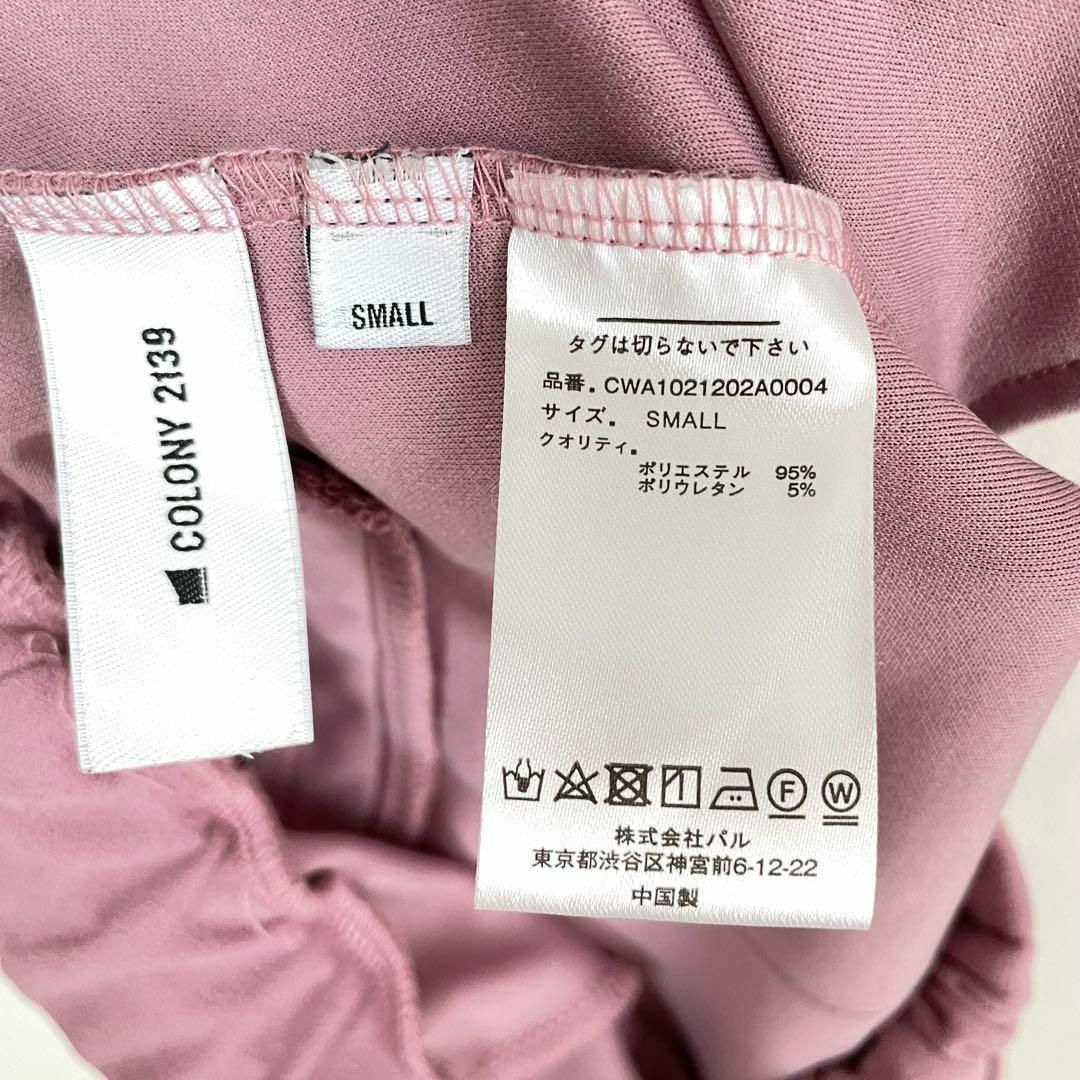 COLONY 2139
SMALL
タグは切らないで下さい
品番. CWA1021202A0004
サイズ. SMALL
クオリティ.
ポリエステル 95%
ポリウレタン 5%
F W
株式会社パル
東京都渋谷区神宮前6-12-22
中国製